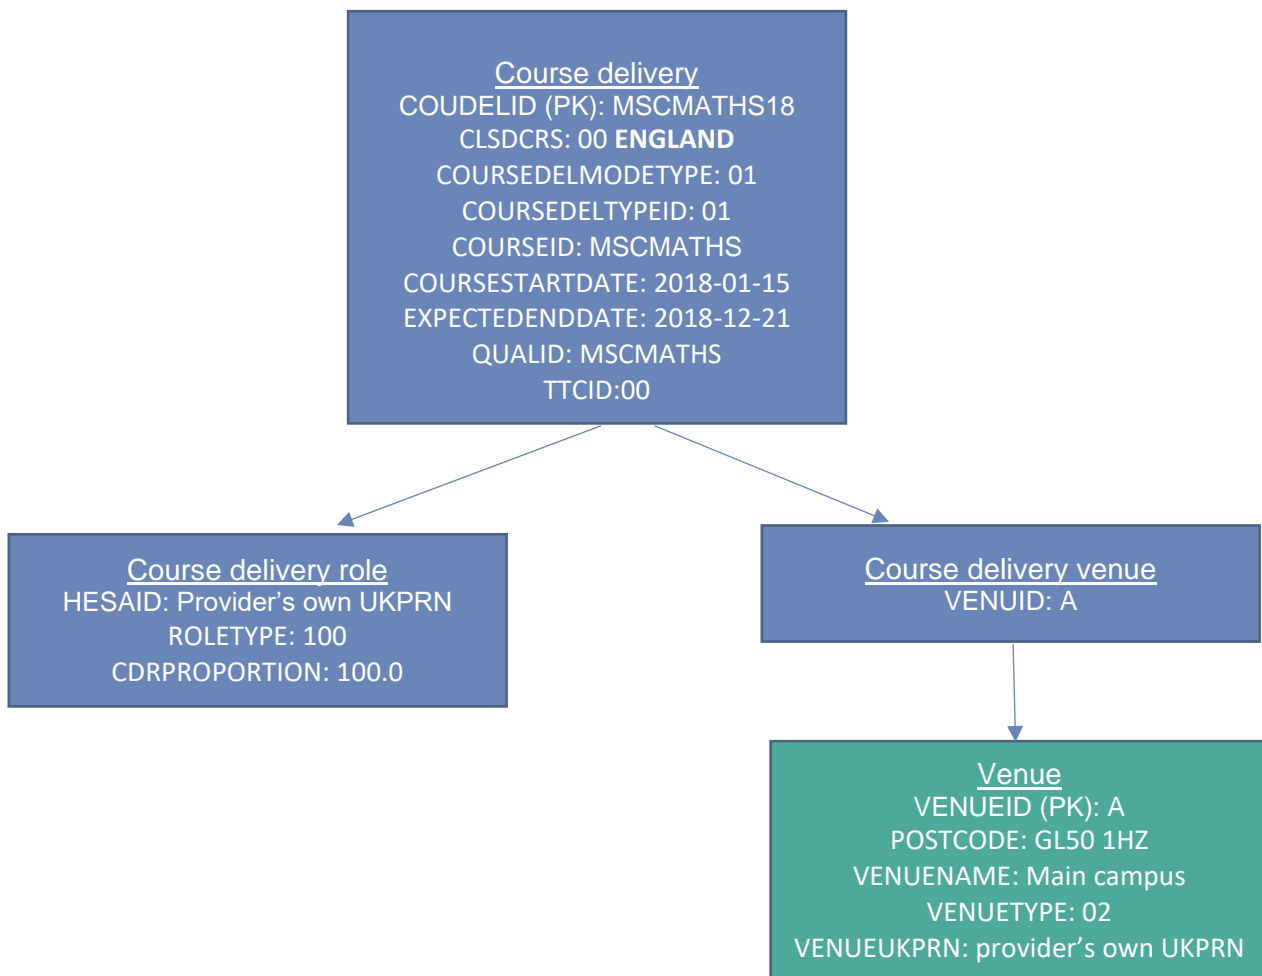 Course delivery
COUDELID (PK): MSCMATHS18
CLSDCRS: 00 ENGLAND
COURSEDELMODETYPE: 01
COURSEDELTYPEID: 01
COURSEID: MSCMATHS
COURSESTARTDATE: 2018-01-15
EXPECTEDENDDATE: 2018-12-21
QUALID: MSCMATHS
TTCID:00
Course delivery role
HESAID: Provider’s own UKPRN
ROLETYPE: 100
CDRPROPORTION: 100.0
Course delivery venue
VENUID: A
Venue
VENUEID (PK): A
POSTCODE: GL50 1HZ
VENUENAME: Main campus
VENUETYPE: 02
VENUEUKPRN: provider’s own UKPRN